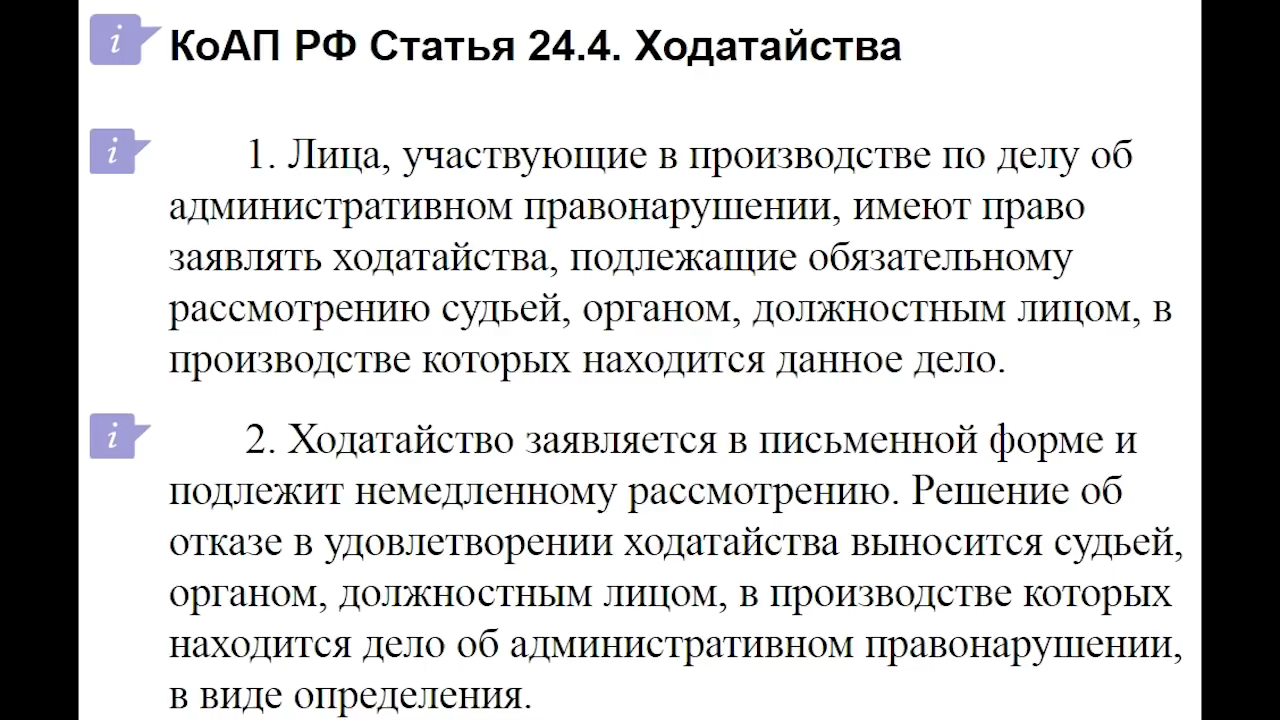 КоАП РФ Статья 24.4. Ходатайства
1. Лица, участвующие в производстве по делу об
административном правонарушении, имеют право
заявлять ходатайства, подлежащие обязательному
рассмотрению судьей, органом, должностным лицом, в
производстве которых находится данное дело.
2. Ходатайство заявляется в письменной форме и
подлежит немедленному рассмотрению. Решение об
отказе в удовлетворении ходатайства выносится судьей,
органом, должностным лицом, в производстве которых
находится дело об административном правонарушении,
в виде определения.